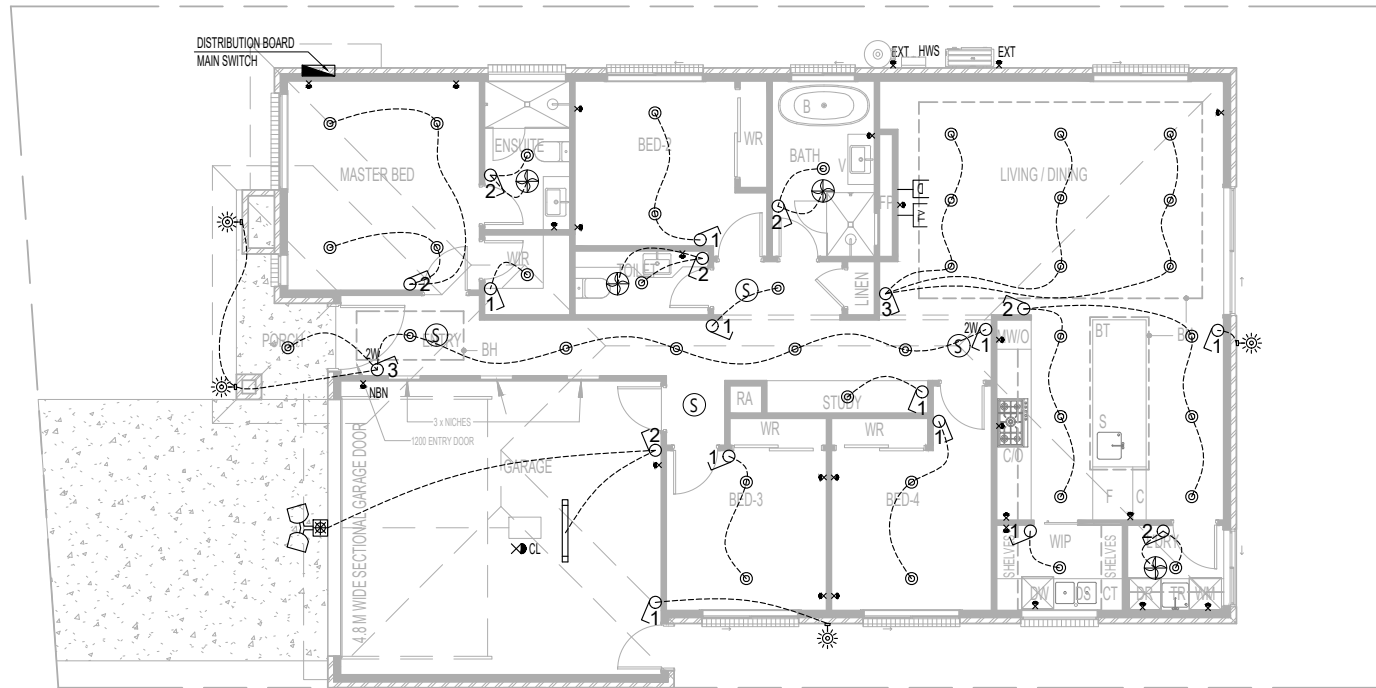 DISTRIBUTION BOARD
MAIN SWITCH
EXT
HWS
EXT
MASTER BED
ENSUITE
BED-2
WR
B
BATH
V
LIVING / DINING
FP
TV
D
2
2
1
2
WIR
1
TOILET
2
S
1
LINEN
3
2
PORCH
2W
3
NBN
S
ENTRY
BH
S
2W
1
MW/O
BT
1
3 x NICHES
1200 ENTRY DOOR
S
RA
STUDY
1
WR
WR
1
1
C/O
S
F
C
4.8 M WIDE SECTIONAL GARAGE DOOR
GARAGE
2
CL
BED-3
BED-4
1
SHELVES
1
WIP
SHELVES
2
L'DRY
DW
DS
CT
DR
TR
WM